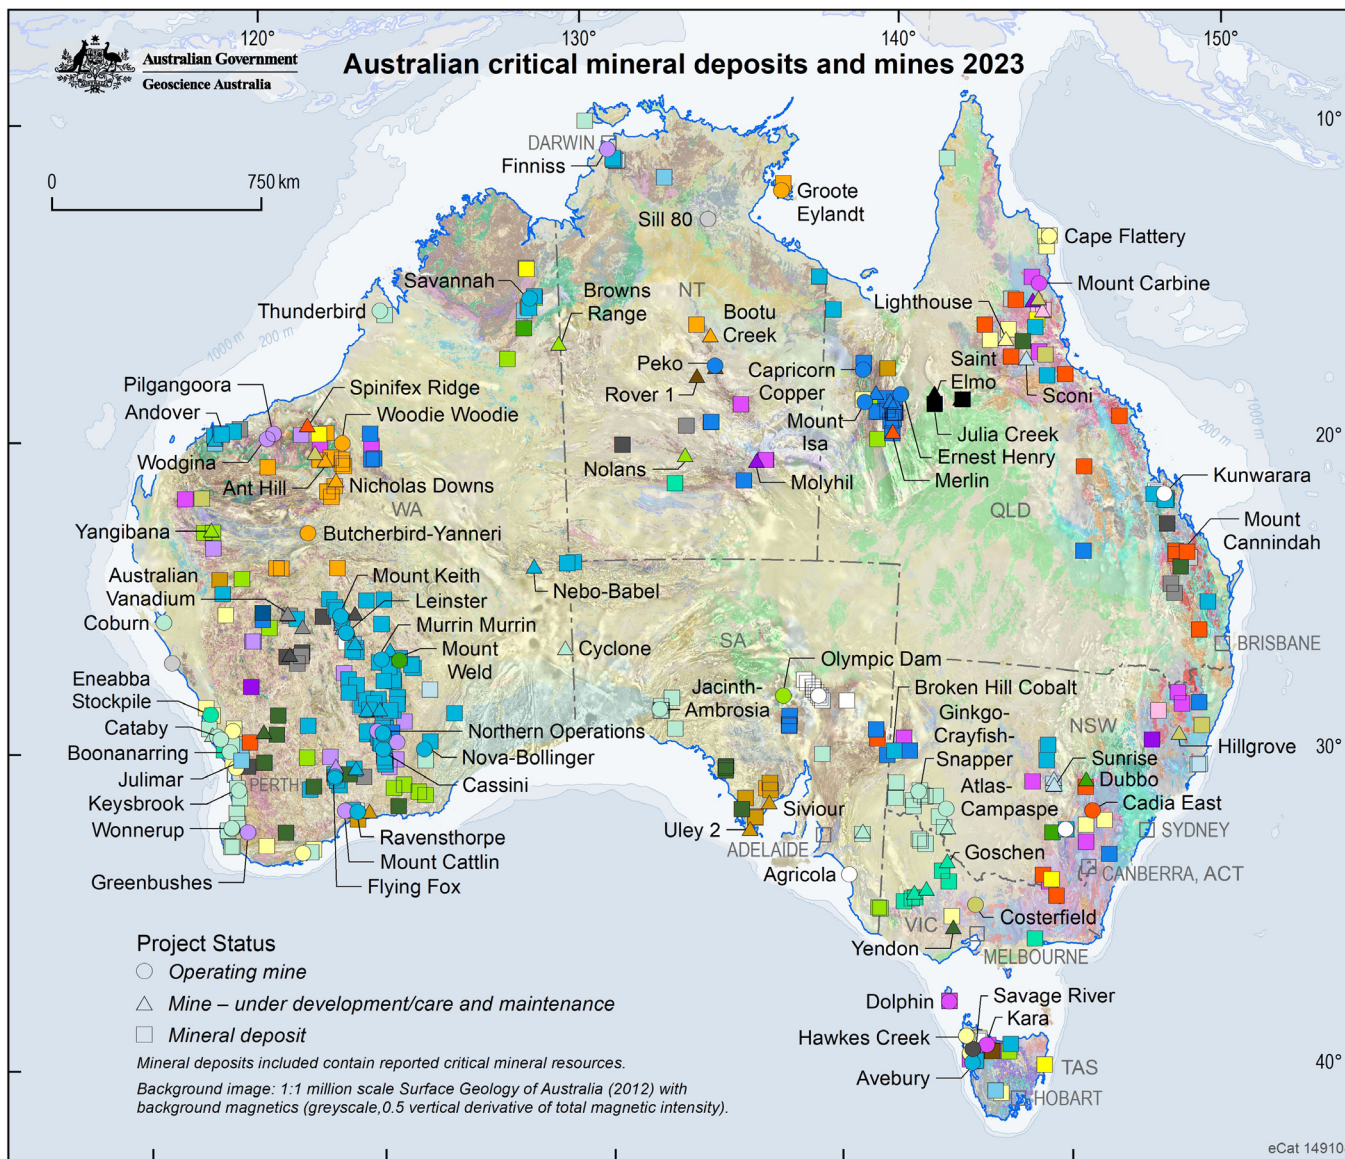 120°
130°
140°
150°
Australian Government
Geoscience Australia
Australian critical mineral deposits and mines 2023
10°
DARWIN
Finniss
0
750 km
Groote
Eylandt
Sill 80
Cape Flattery
Savannah
Browns
Range
NT
Mount Carbine
Lighthouse
Thunderbird
Bootu
Creek
1000 m
200 m
Peko
Capricorn
Copper
Saint
Elmo
Pilgangoora
Spinifex Ridge
Rover 1
Sconi
Andover
Woodie Woodie
Mount
Isa
Julia Creek
1000 m
200 m
20°
Wodgina
Ernest Henry
Ant Hill
Nicholas Downs
Nolans
Molyhil
Merlin
Kunwarara
WA
QLD
Yangibana
Butcherbird-Yanneri
Mount
Cannindah
Australian
Vanadium
Mount Keith
Nebo-Babel
Leinster
Coburn
Murrin Murrin
Cyclone
SA
BRISBANE
Mount
Weld
Olympic Dam
Eneabba
Stockpile
Jacinth-
Ambrosia
Broken Hill Cobalt
Cataby
Ginkgo-
Crayfish-
Snapper
NSW
Northern Operations
Hillgrove
30°
Boonanarring
Nova-Bollinger
Sunrise
Julimar
PERTH
Cassini
Atlas-
Campaspe
Dubbo
Keysbrook
Siviour
Cadia East
Wonnerup
Ravensthorpe
Uley 2
SYDNEY
ADELAIDE
Mount Cattlin
Goschen
Greenbushes
Flying Fox
Agricola
CANBERRA, ACT
Costerfield
VIC
Project Status
Yendon
MELBOURNE
Operating mine
Mine – under development/care and maintenance
Dolphin
Savage River
Kara
Mineral deposit
Hawkes Creek
Mineral deposits included contain reported critical mineral resources.
40°
TAS
Avebury
Background image: 1:1 million scale Surface Geology of Australia (2012) with
background magnetics (greyscale,0.5 vertical derivative of total magnetic intensity).
HOBART
eCat 14910